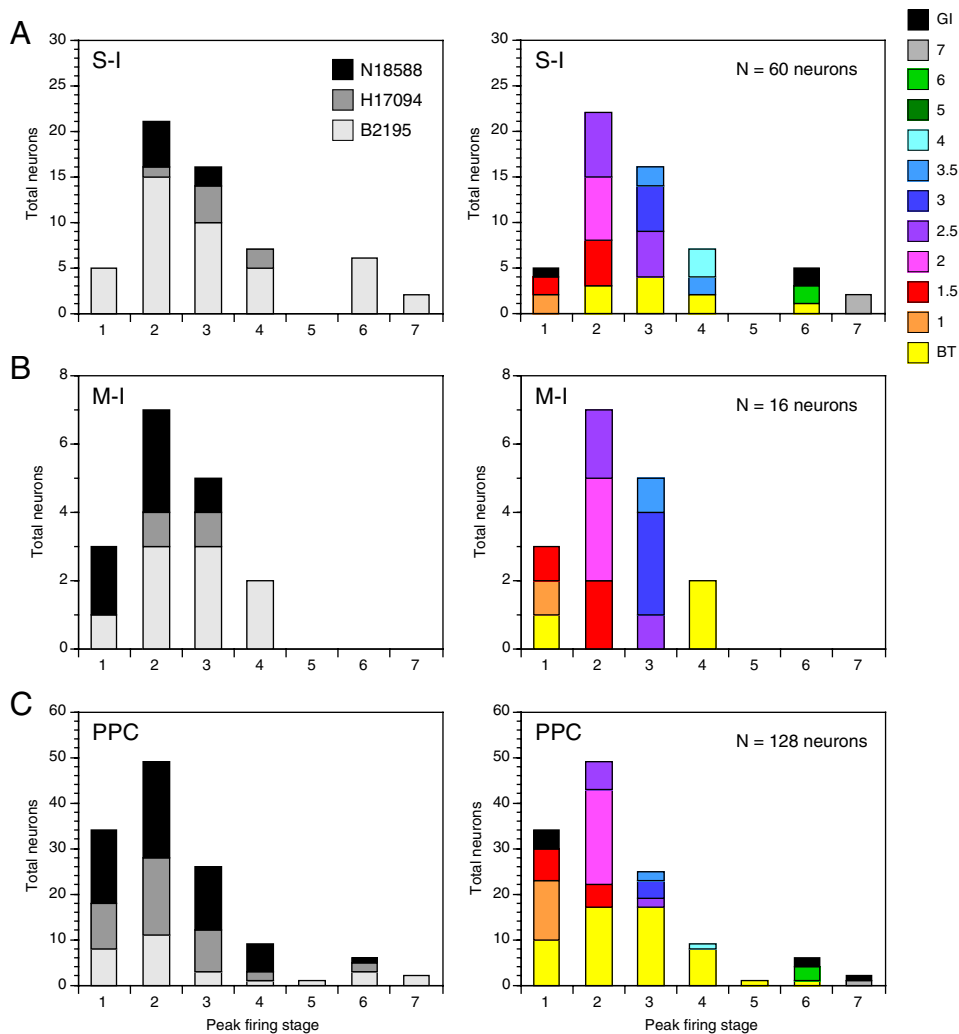 A
S-I
N18588
H17094
B2195
Total neurons
30
25
20
15
10
5
0
1 2 3 4 5 6 7
S-I
N = 60 neurons
Total neurons
30
25
20
15
10
5
0
1 2 3 4 5 6 7
GI
7
6
5
4
3.5
3
2.5
2
1.5
1
BT
B
M-I
Total neurons
8
6
4
2
0
1 2 3 4 5 6 7
M-I
N = 16 neurons
Total neurons
8
6
4
2
0
1 2 3 4 5 6 7
C
PPC
Total neurons
60
50
40
30
20
10
0
1 2 3 4 5 6 7
Peak firing stage
PPC
N = 128 neurons
Total neurons
60
50
40
30
20
10
0
1 2 3 4 5 6 7
Peak firing stage